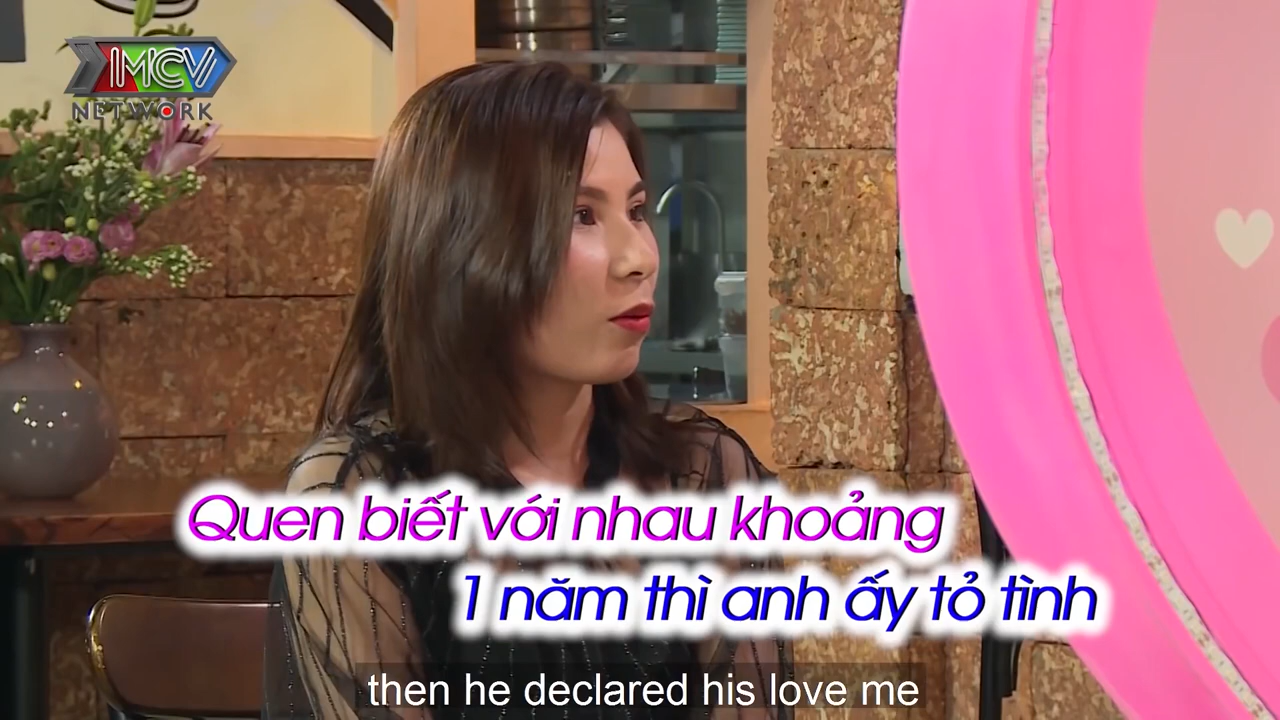 MCV
NETWORK
Quen biết với nhau khoảng
1 năm thì anh ấy tỏ tình
then he declared his love me